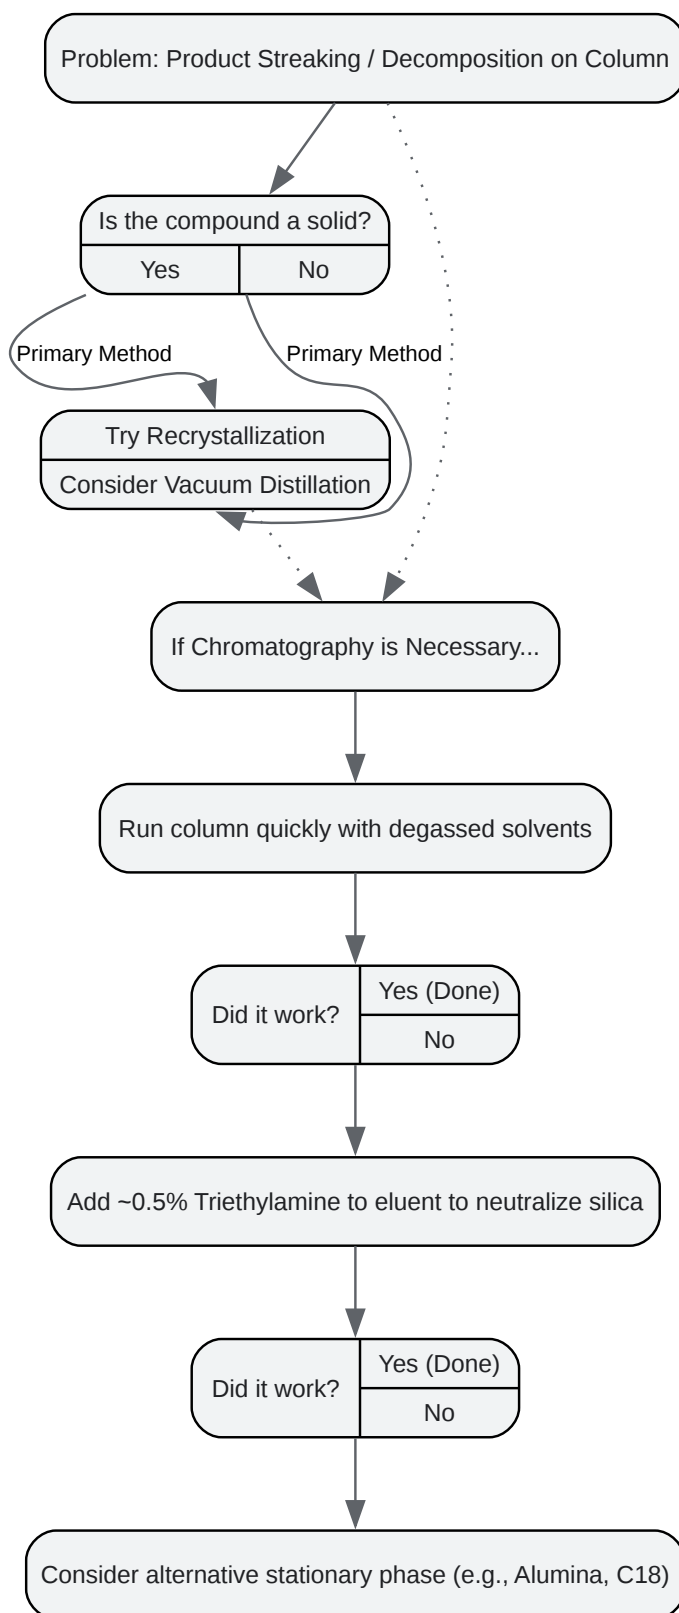 Problem: Product Streaking / Decomposition on Column
Is the compound a solid?
Yes
No
Primary Method
Primary Method
Try Recrystallization
Consider Vacuum Distillation
If Chromatography is Necessary...
Run column quickly with degassed solvents
Did it work?
Yes (Done)
No
Add ~0.5% Triethylamine to eluent to neutralize silica
Did it work?
Yes (Done)
No
Consider alternative stationary phase (e.g., Alumina, C18)